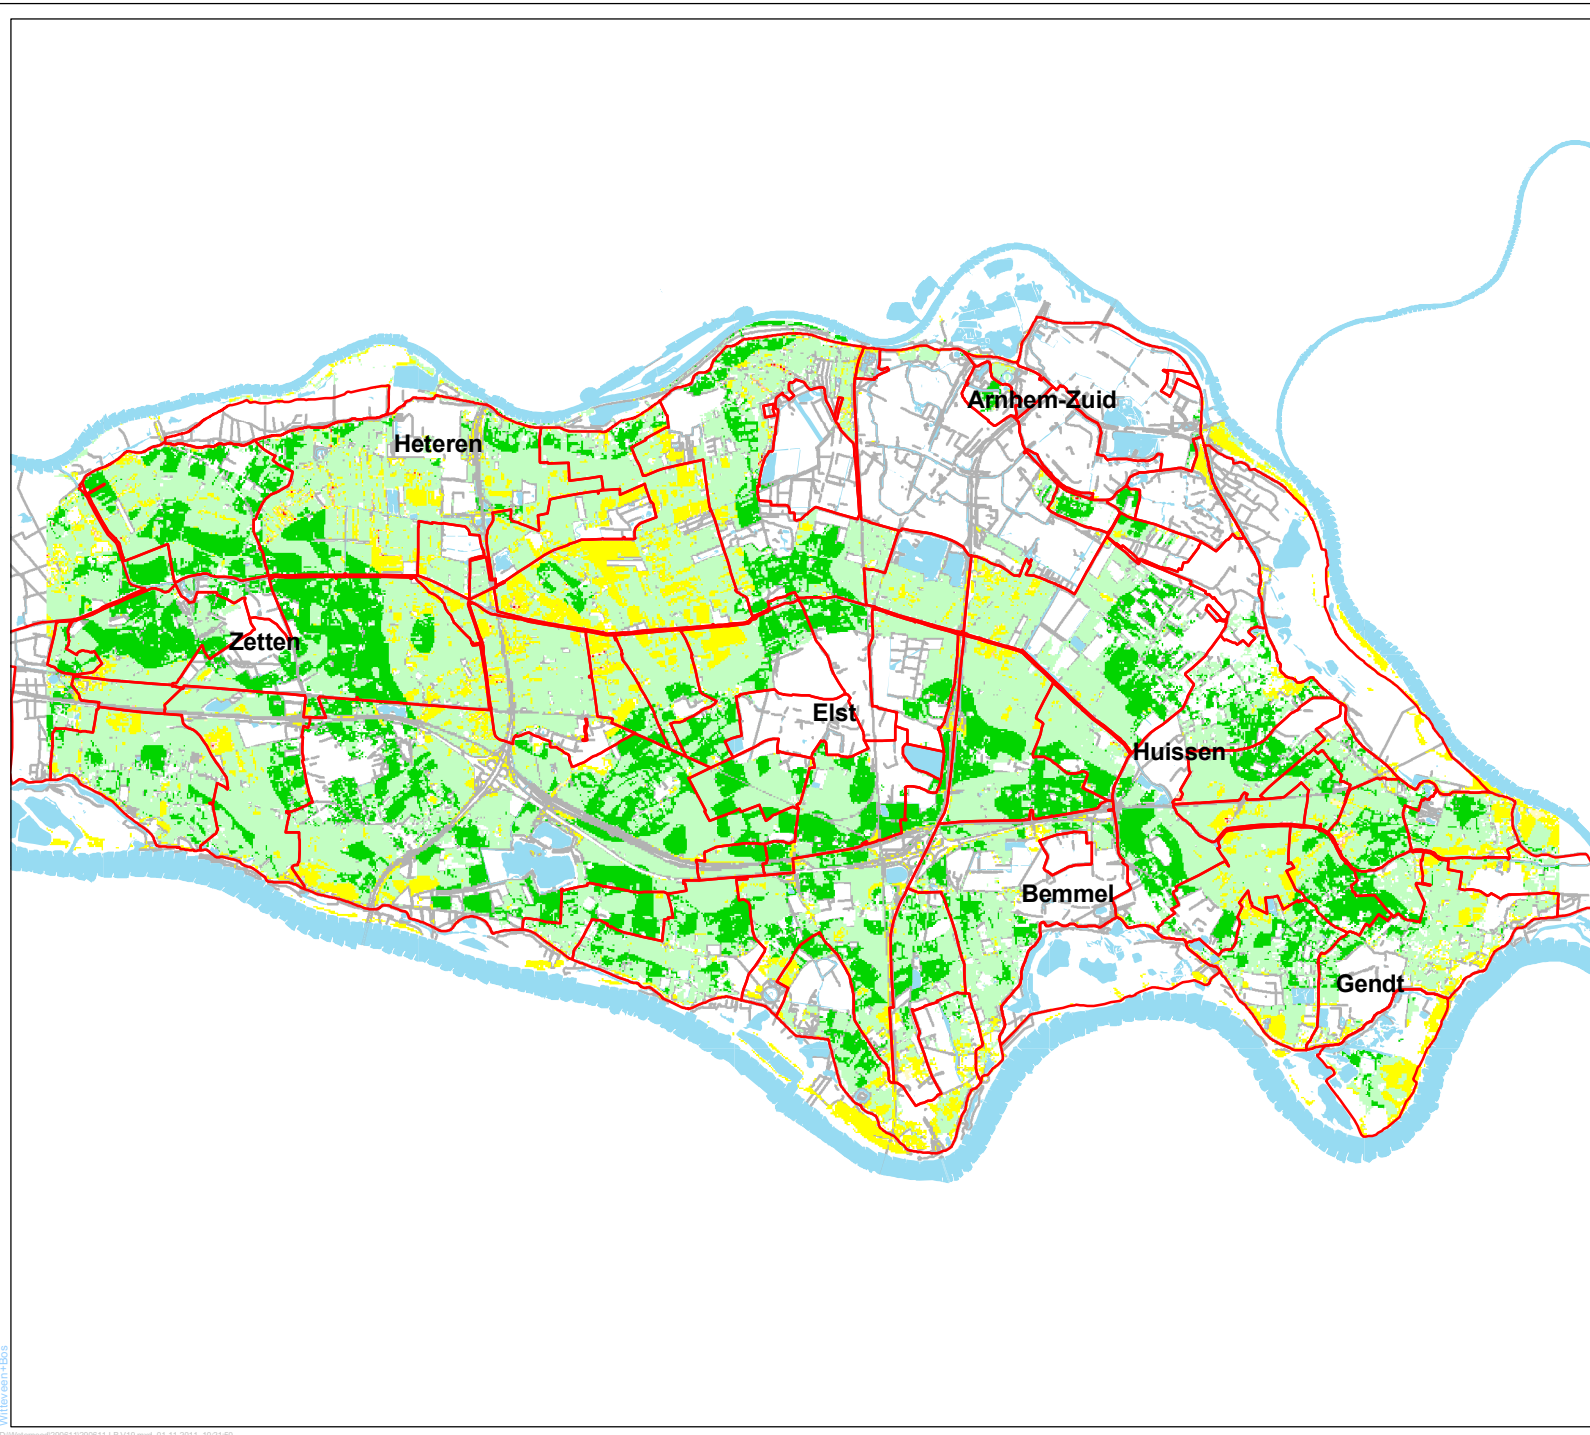 Arnhem-Zuid
Heteren
Zetten
Elst
Huissen
Bemmel
Gendt
Witteveen+Bos